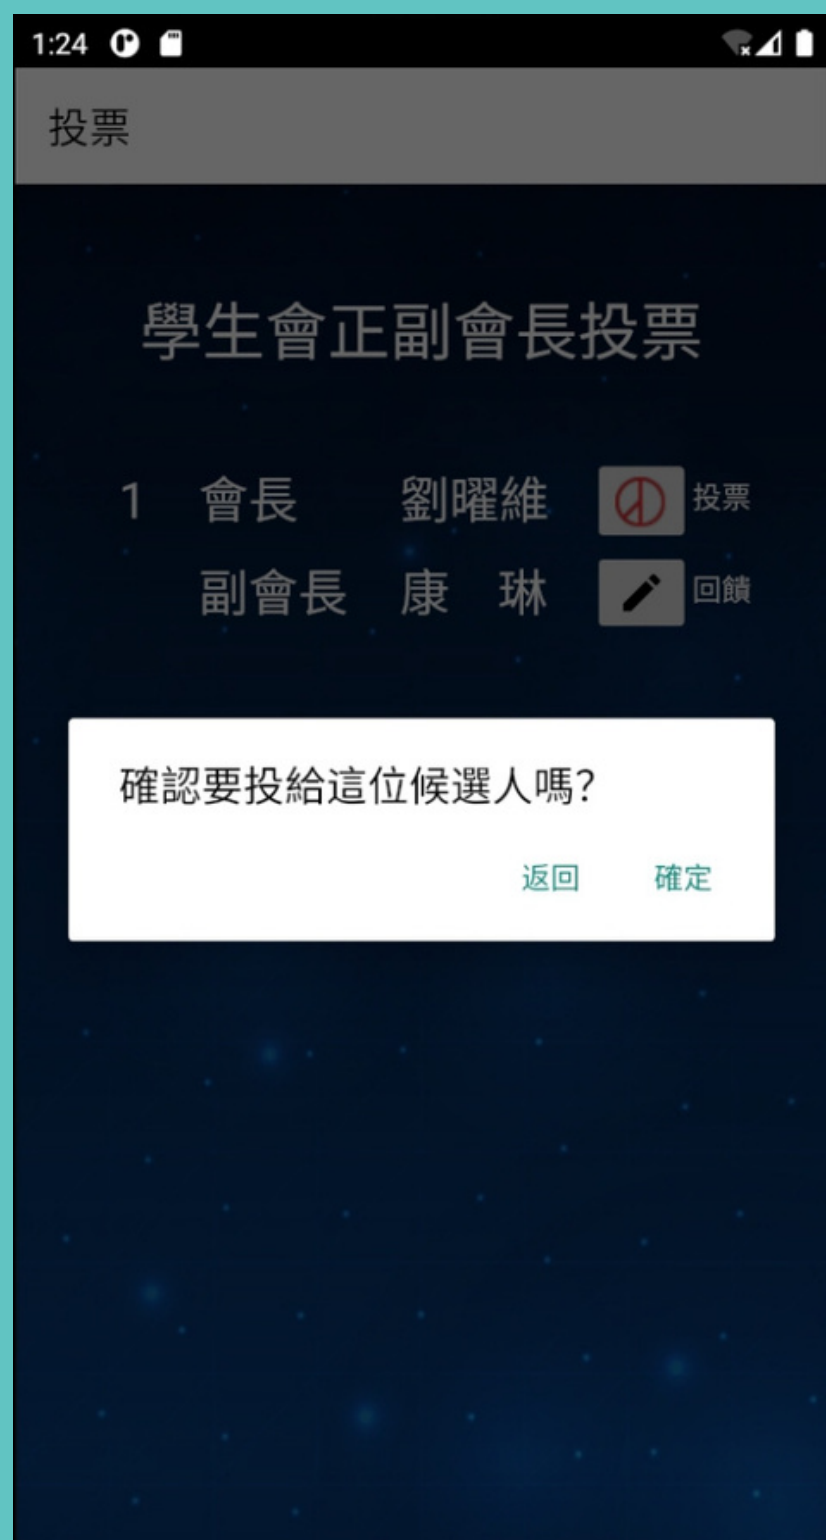 1:24
投票
學生會正副會長投票
1 會長 劉曜維 投票
副會長 康 琳 回饋
確認要投給這位候選人嗎?
返回 確定